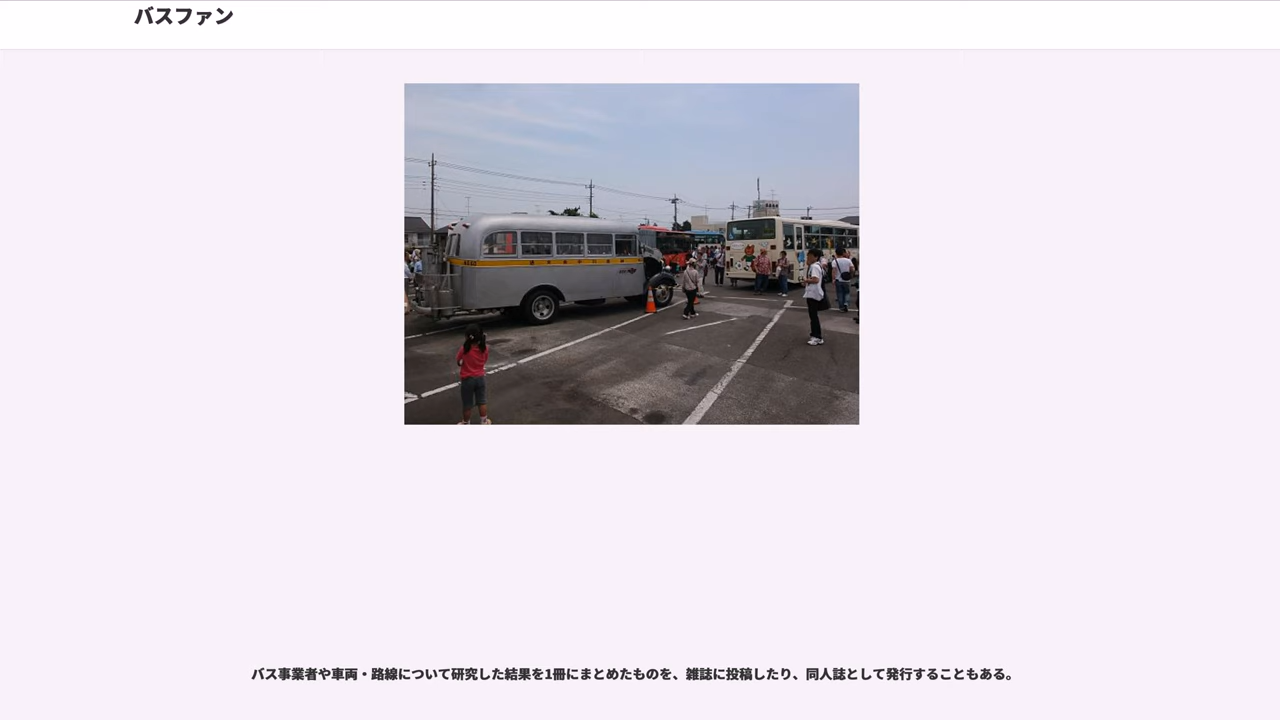 バスファン
バス事業者や車両・路線について研究した結果を1冊にまとめたものを、雑誌に投稿したり、同人誌として発行することもある。